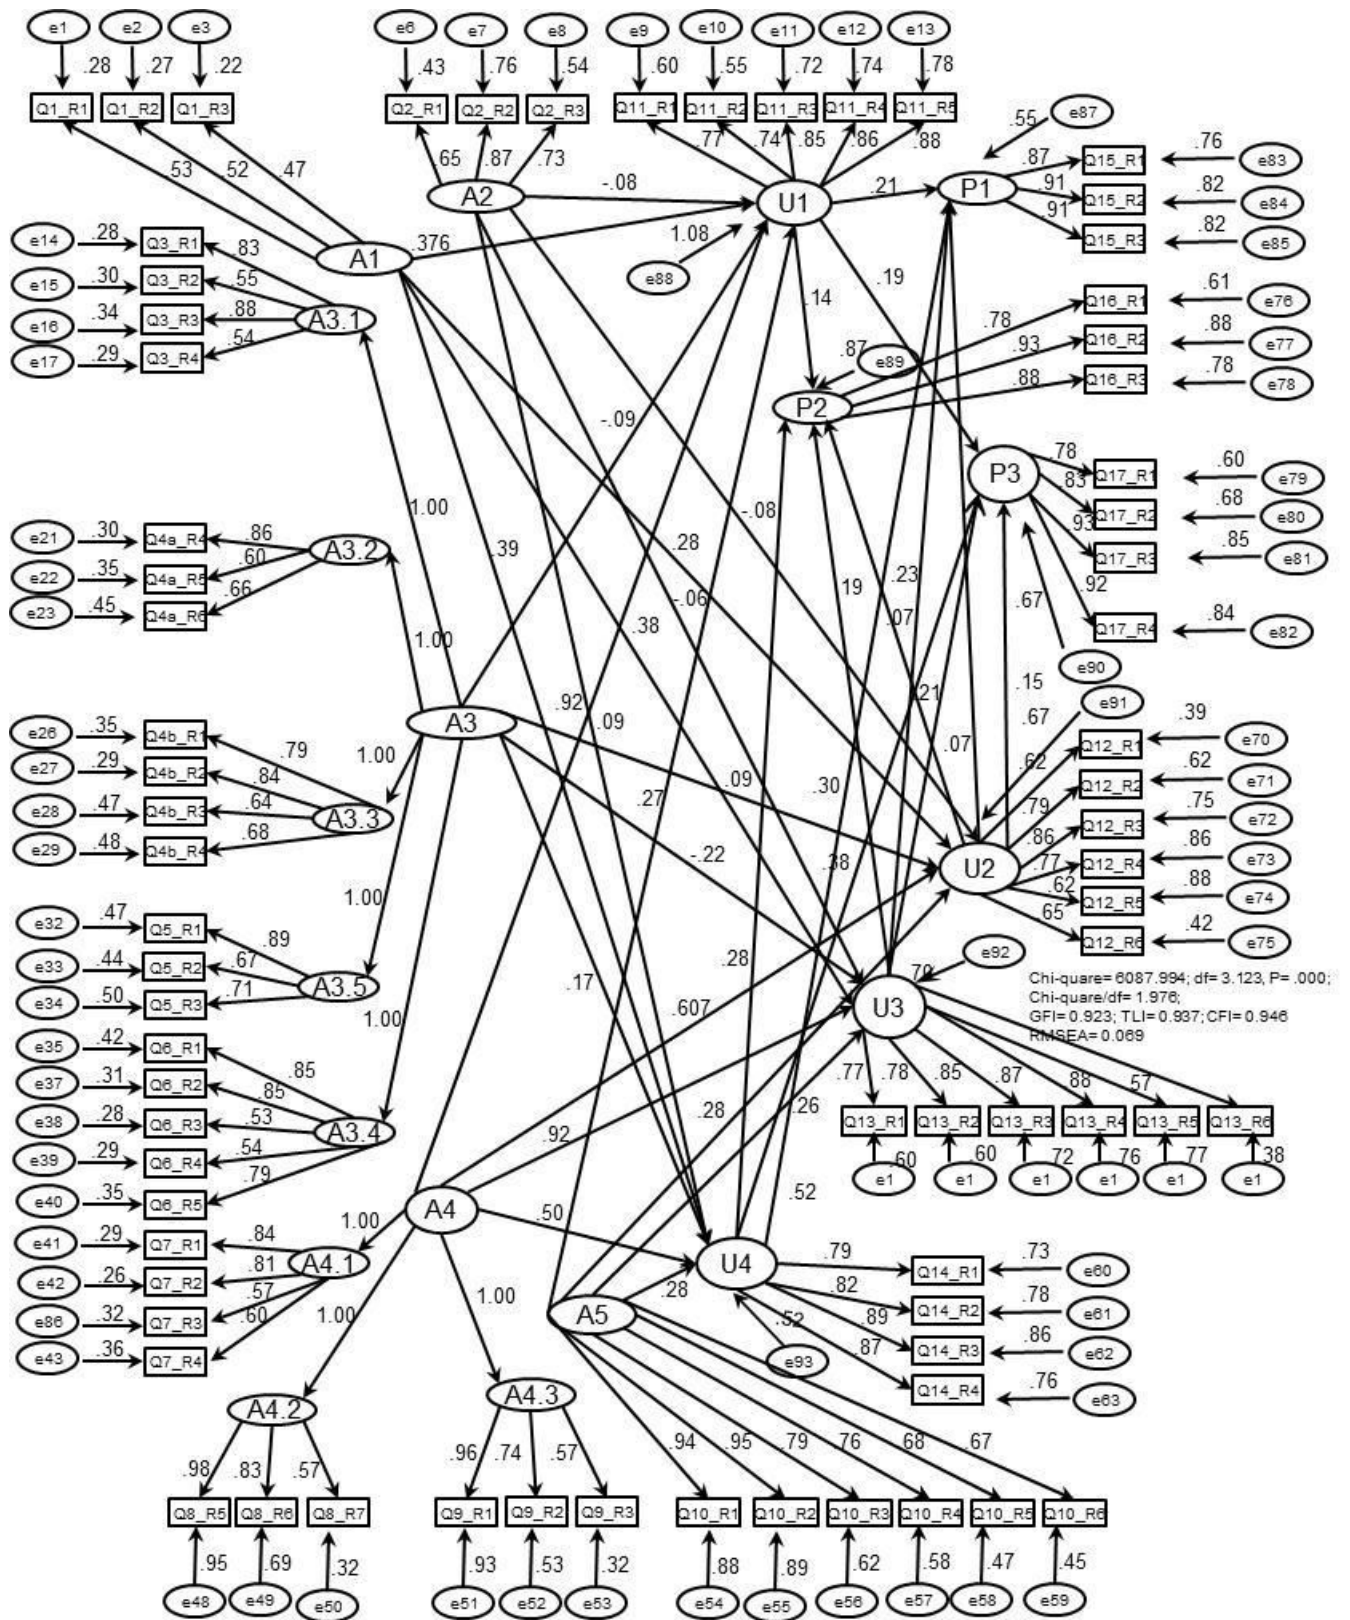 e1 e2 e3 e6 e7 e8 e9 e10 e11 e12 e13
.28 .27 .22 .43 .76 .54 .60 .55 .72 .74 .78
Q1_R1 Q1_R2 Q1_R3 Q2_R1 Q2_R2 Q2_R3 Q11_R1 Q11_R2 Q11_R3 Q11_R4 Q11_R5
.55 e87
.77 .74 .85 .86 .88
.53 .52 .47 .65 .87 .73
.87 Q15_R1 .76 e83
A2 -.08 U1 .21 P1 .91 Q15_R2 .82 e84
.91 Q15_R3 .82 e85
A1 .376 1.08 e88
e14 .28 Q3_R1 .83
e15 .30 Q3_R2 .55
e16 .34 Q3_R3 .88 A3.1
e17 .29 Q3_R4 .54
.14 .19
.78 Q16_R1 .61 e76
.93 Q16_R2 .88 e77
.87 e89
.88 Q16_R3 .78 e78
P2
-.09
P3 .78 Q17_R1 .60 e79
.83 Q17_R2 .68 e80
.93 Q17_R3 .85 e81
.92 Q17_R4 .84 e82
e90
1.00
e21 .30 Q4a_R4 .86 A3.2
e22 .35 Q4a_R5 .60
e23 .45 Q4a_R6 .66
.39 -.08 .28 .19 .23
-.06 .38 .07 .67
1.00
.21 .15 e91
A3 .92 .09 .67
e26 .35 Q4b_R1 .79 1.00
e27 .29 Q4b_R2 .84
e28 .47 Q4b_R3 .64 A3.3
e29 .48 Q4b_R4 .68
.27 .09 .30 .07
.62 Q12_R1 .39 e70
.79 Q12_R2 .62 e71
.86 Q12_R3 .75 e72
U2 .77 Q12_R4 .86 e73
.62 Q12_R5 .88 e74
.65 Q12_R6 .42 e75
-.22 .38
1.00
e32 .47 Q5_R1 .89
e33 .44 Q5_R2 .67 A3.5
e34 .50 Q5_R3 .71
.17 .28 .607 e92
U3
Chi-quare= 6087.994; df= 3.123, P= .000;
Chi-quare/df= 1.976;
GFI= 0.923; TLI= 0.937; CFI= 0.946
RMSEA= 0.069
1.00
e35 .42 Q6_R1 .85
e37 .31 Q6_R2 .85
e38 .28 Q6_R3 .53 A3.4
e39 .29 Q6_R4 .54
e40 .35 Q6_R5 .79
.92 .28 .26
.77 .78 .85 .87 .88 .57
Q13_R1 Q13_R2 Q13_R3 Q13_R4 Q13_R5 Q13_R6
.60 .60 .72 .76 .77 .38
e1 e1 e1 e1 e1 e1
A4 .50 .52
1.00
e41 .29 Q7_R1 .84 A4.1
e42 .26 Q7_R2 .81
e86 .32 Q7_R3 .57
e43 .36 Q7_R4 .60
U4 .79 Q14_R1 .73 e60
.82 Q14_R2 .78 e61
.89 Q14_R3 .86 e62
.87 Q14_R4 .76 e63
A5 .28 .52 e93
1.00 1.00
A4.2 A4.3
.98 .83 .57 .96 .74 .57 .94 .95 .79 .76 .68 .67
Q8_R5 Q8_R6 Q8_R7 Q9_R1 Q9_R2 Q9_R3 Q10_R1 Q10_R2 Q10_R3 Q10_R4 Q10_R5 Q10_R6
.95 .69 .32 .93 .53 .32 .88 .89 .62 .58 .47 .45
e48 e49 e50 e51 e52 e53 e54 e55 e56 e57 e58 e59